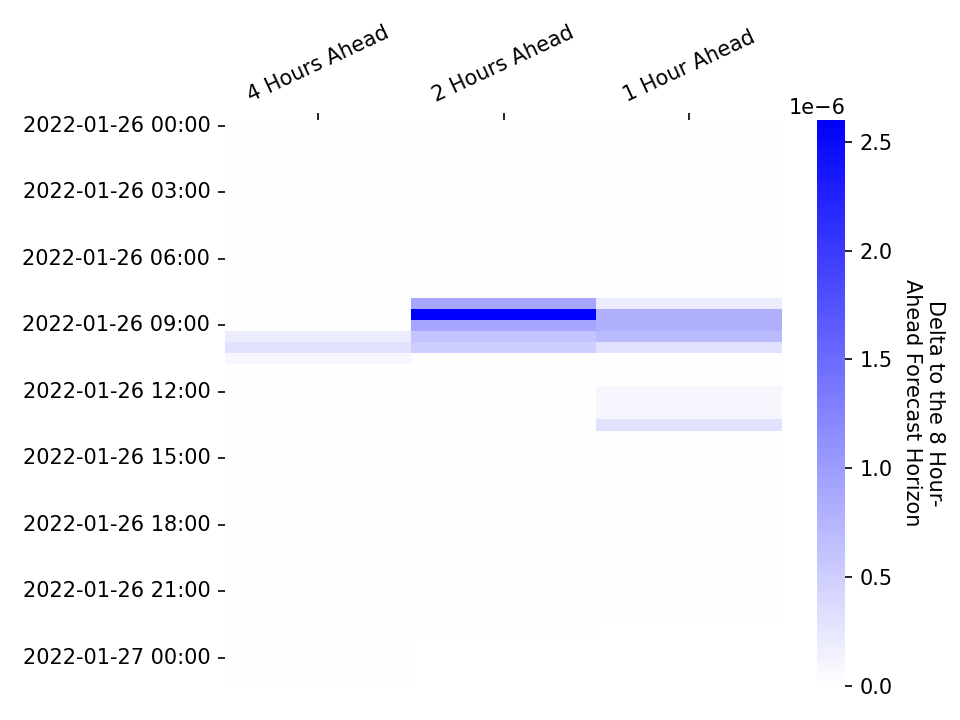 4 Hours Ahead
2 Hours Ahead
1 Hour Ahead
1e−6
2022-01-26 00:00
2022-01-26 03:00
2022-01-26 06:00
2022-01-26 09:00
2022-01-26 12:00
2022-01-26 15:00
2022-01-26 18:00
2022-01-26 21:00
2022-01-27 00:00
2.5
2.0
1.5
1.0
0.5
0.0
Delta to the 8 Hour-
Ahead Forecast Horizon